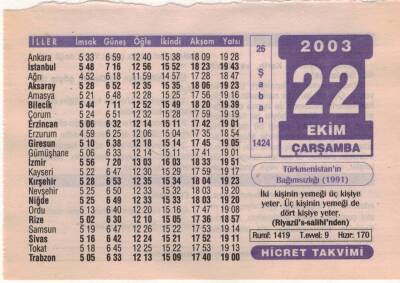 İLLER İmsak Güneş Öğle İkindi Akşam Yatsı
Ankara 5 33 6 59 12 40 15 38 18 09 19 28
İstanbul 5 48 7 16 12 56 15 52 18 23 19 43
Ağrı 4 52 6 18 11 59 14 57 17 28 18 47
Aksaray 5 28 6 52 12 35 15 35 18 06 19 23
Amasya 5 21 6 48 12 28 15 25 17 56 19 16
Bilecik 5 44 7 11 12 52 15 49 18 20 19 39
Çorum 5 24 6 51 12 32 15 28 17 59 19 19
Erzincan 5 06 6 32 12 14 15 11 17 42 19 01
Erzurum 4 59 6 25 12 06 15 04 17 35 18 54
Giresun 5 10 6 38 12 18 15 14 17 45 19 05
Gümüşhane 5 06 6 33 12 14 15 11 17 41 19 01
İzmir 5 56 7 20 13 03 16 03 18 33 19 51
Kayseri 5 22 6 47 12 30 15 29 17 59 19 17
Kırşehir 5 28 6 53 12 35 15 34 18 04 19 23
Nevşehir 5 25 6 50 12 33 15 32 18 03 19 20
Niğde 5 25 6 49 12 33 15 33 18 03 19 20
Ordu 5 13 6 40 12 20 15 16 17 47 19 08
Rize 5 02 6 30 12 10 15 05 17 36 18 57
Samsun 5 19 6 47 12 26 15 22 17 53 19 14
Sivas 5 16 6 42 12 24 15 21 17 52 19 11
Tokat 5 18 6 45 12 25 15 23 17 54 19 13
Trabzon 5 05 6 33 12 13 15 09 17 40 19 00
26
Şaban
1424
2003
22
EKİM
ÇARŞAMBA
Türkmenistan'ın
Bağımsızlığı (1991)
İki kişinin yemeği üç kişiye
yeter. Üç kişinin yemeği de
dört kişiye yeter.
(Riyazü's-salihi'nden)
Rumî: 1419 T.evvel: 9 Hızır: 170
HİCRET TAKVİMİ